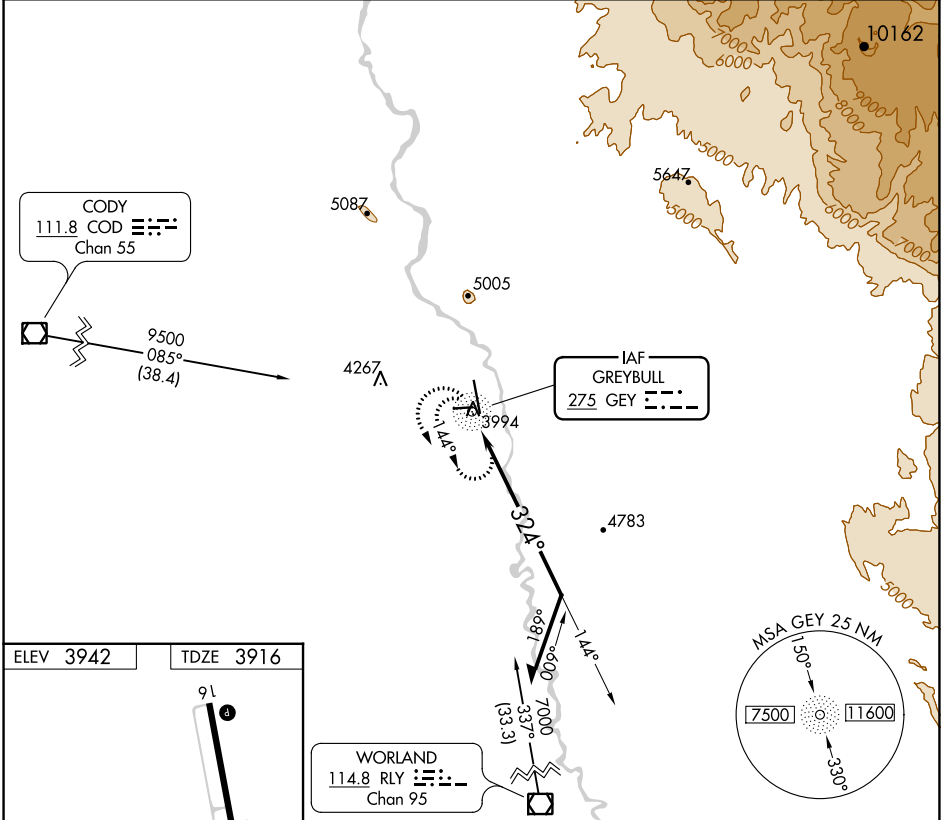 10162
7000
6000
9000
8000
5000
5647
5000
6000
7000
CODY
111.8 COD
Chan 55
5087
5005
9500
085°
(38.4)
4267
IAF
GREYBULL
275 GEY
3994
144°
324°
4783
5000
189°
009°
144°
MSA GEY 25 NM
150°
7500
11600
330°
ELEV 3942
TDZE 3916
16
P
7000
337°
(33.3)
WORLAND
114.8 RLY
Chan 95